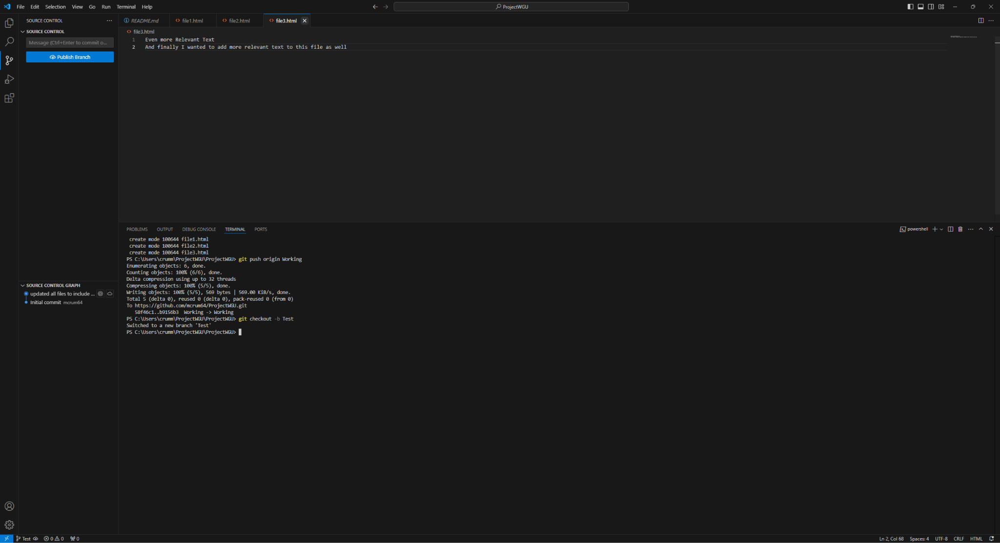 File Edit Selection View Go Run Terminal Help
ProjectWGU
SOURCE CONTROL
README.md file1.html file2.html file3.html
SOURCE CONTROL
Message (Ctrl+Enter to commit o...
Publish Branch
file3.html
1 Even more Relevant Text
2 And finally I wanted to add more relevant text to this file as well
PROBLEMS OUTPUT DEBUG CONSOLE TERMINAL PORTS
powershell
create mode 100644 file1.html
create mode 100644 file2.html
create mode 100644 file3.html
PS C:\Users\crumm\ProjectWGU\ProjectWGU> git push origin Working
Enumerating objects: 6, done.
Counting objects: 100% (6/6), done.
Delta compression using up to 32 threads
Compressing objects: 100% (5/5), done.
Writing objects: 100% (5/5), 569 bytes | 569.00 KiB/s, done.
Total 5 (delta 0), reused 0 (delta 0), pack-reused 0 (from 0)
To https://github.com/mcrum64/ProjectWGU.git
58f46c1..b9156b3 Working -> Working
PS C:\Users\crumm\ProjectWGU\ProjectWGU> git checkout -b Test
Switched to a new branch 'Test'
PS C:\Users\crumm\ProjectWGU\ProjectWGU>
SOURCE CONTROL GRAPH
updated all files to include ...
Initial commit mcrum64
Test 0 0 0
Ln 2, Col 68 Spaces: 4 UTF-8 CRLF HTML